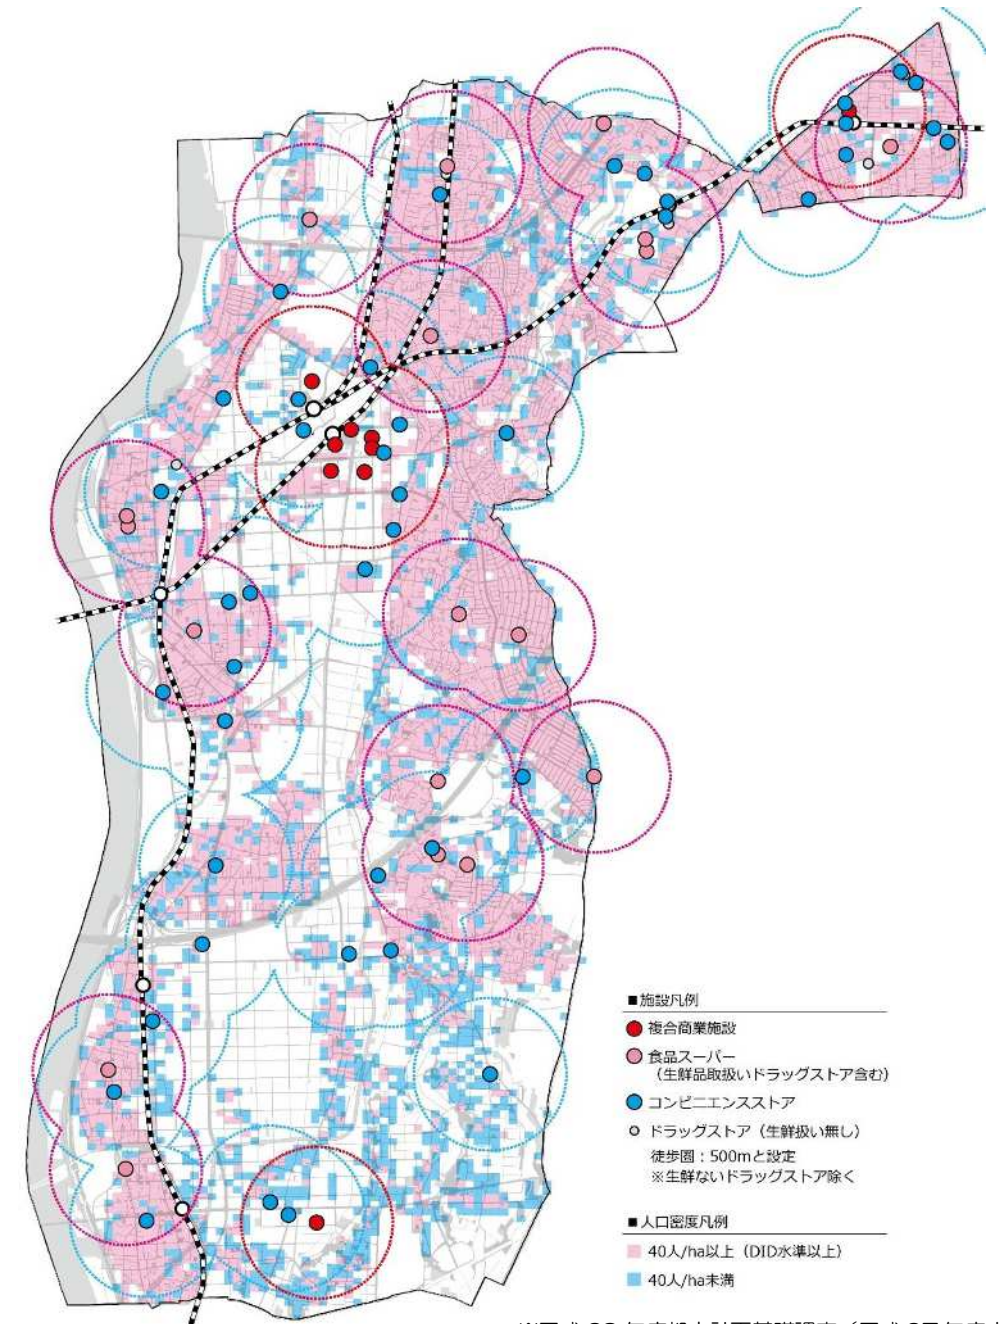 ■施設凡例
複合商業施設
食品スーパー
（生鮮品取扱いドラッグストア含む）
コンビニエンスストア
ドラッグストア（生鮮扱い無し）
徒歩圏：500mと設定
※生鮮ないドラッグストア除く
■人口密度凡例
40人/ha以上（DID水準以上）
40人/ha未満